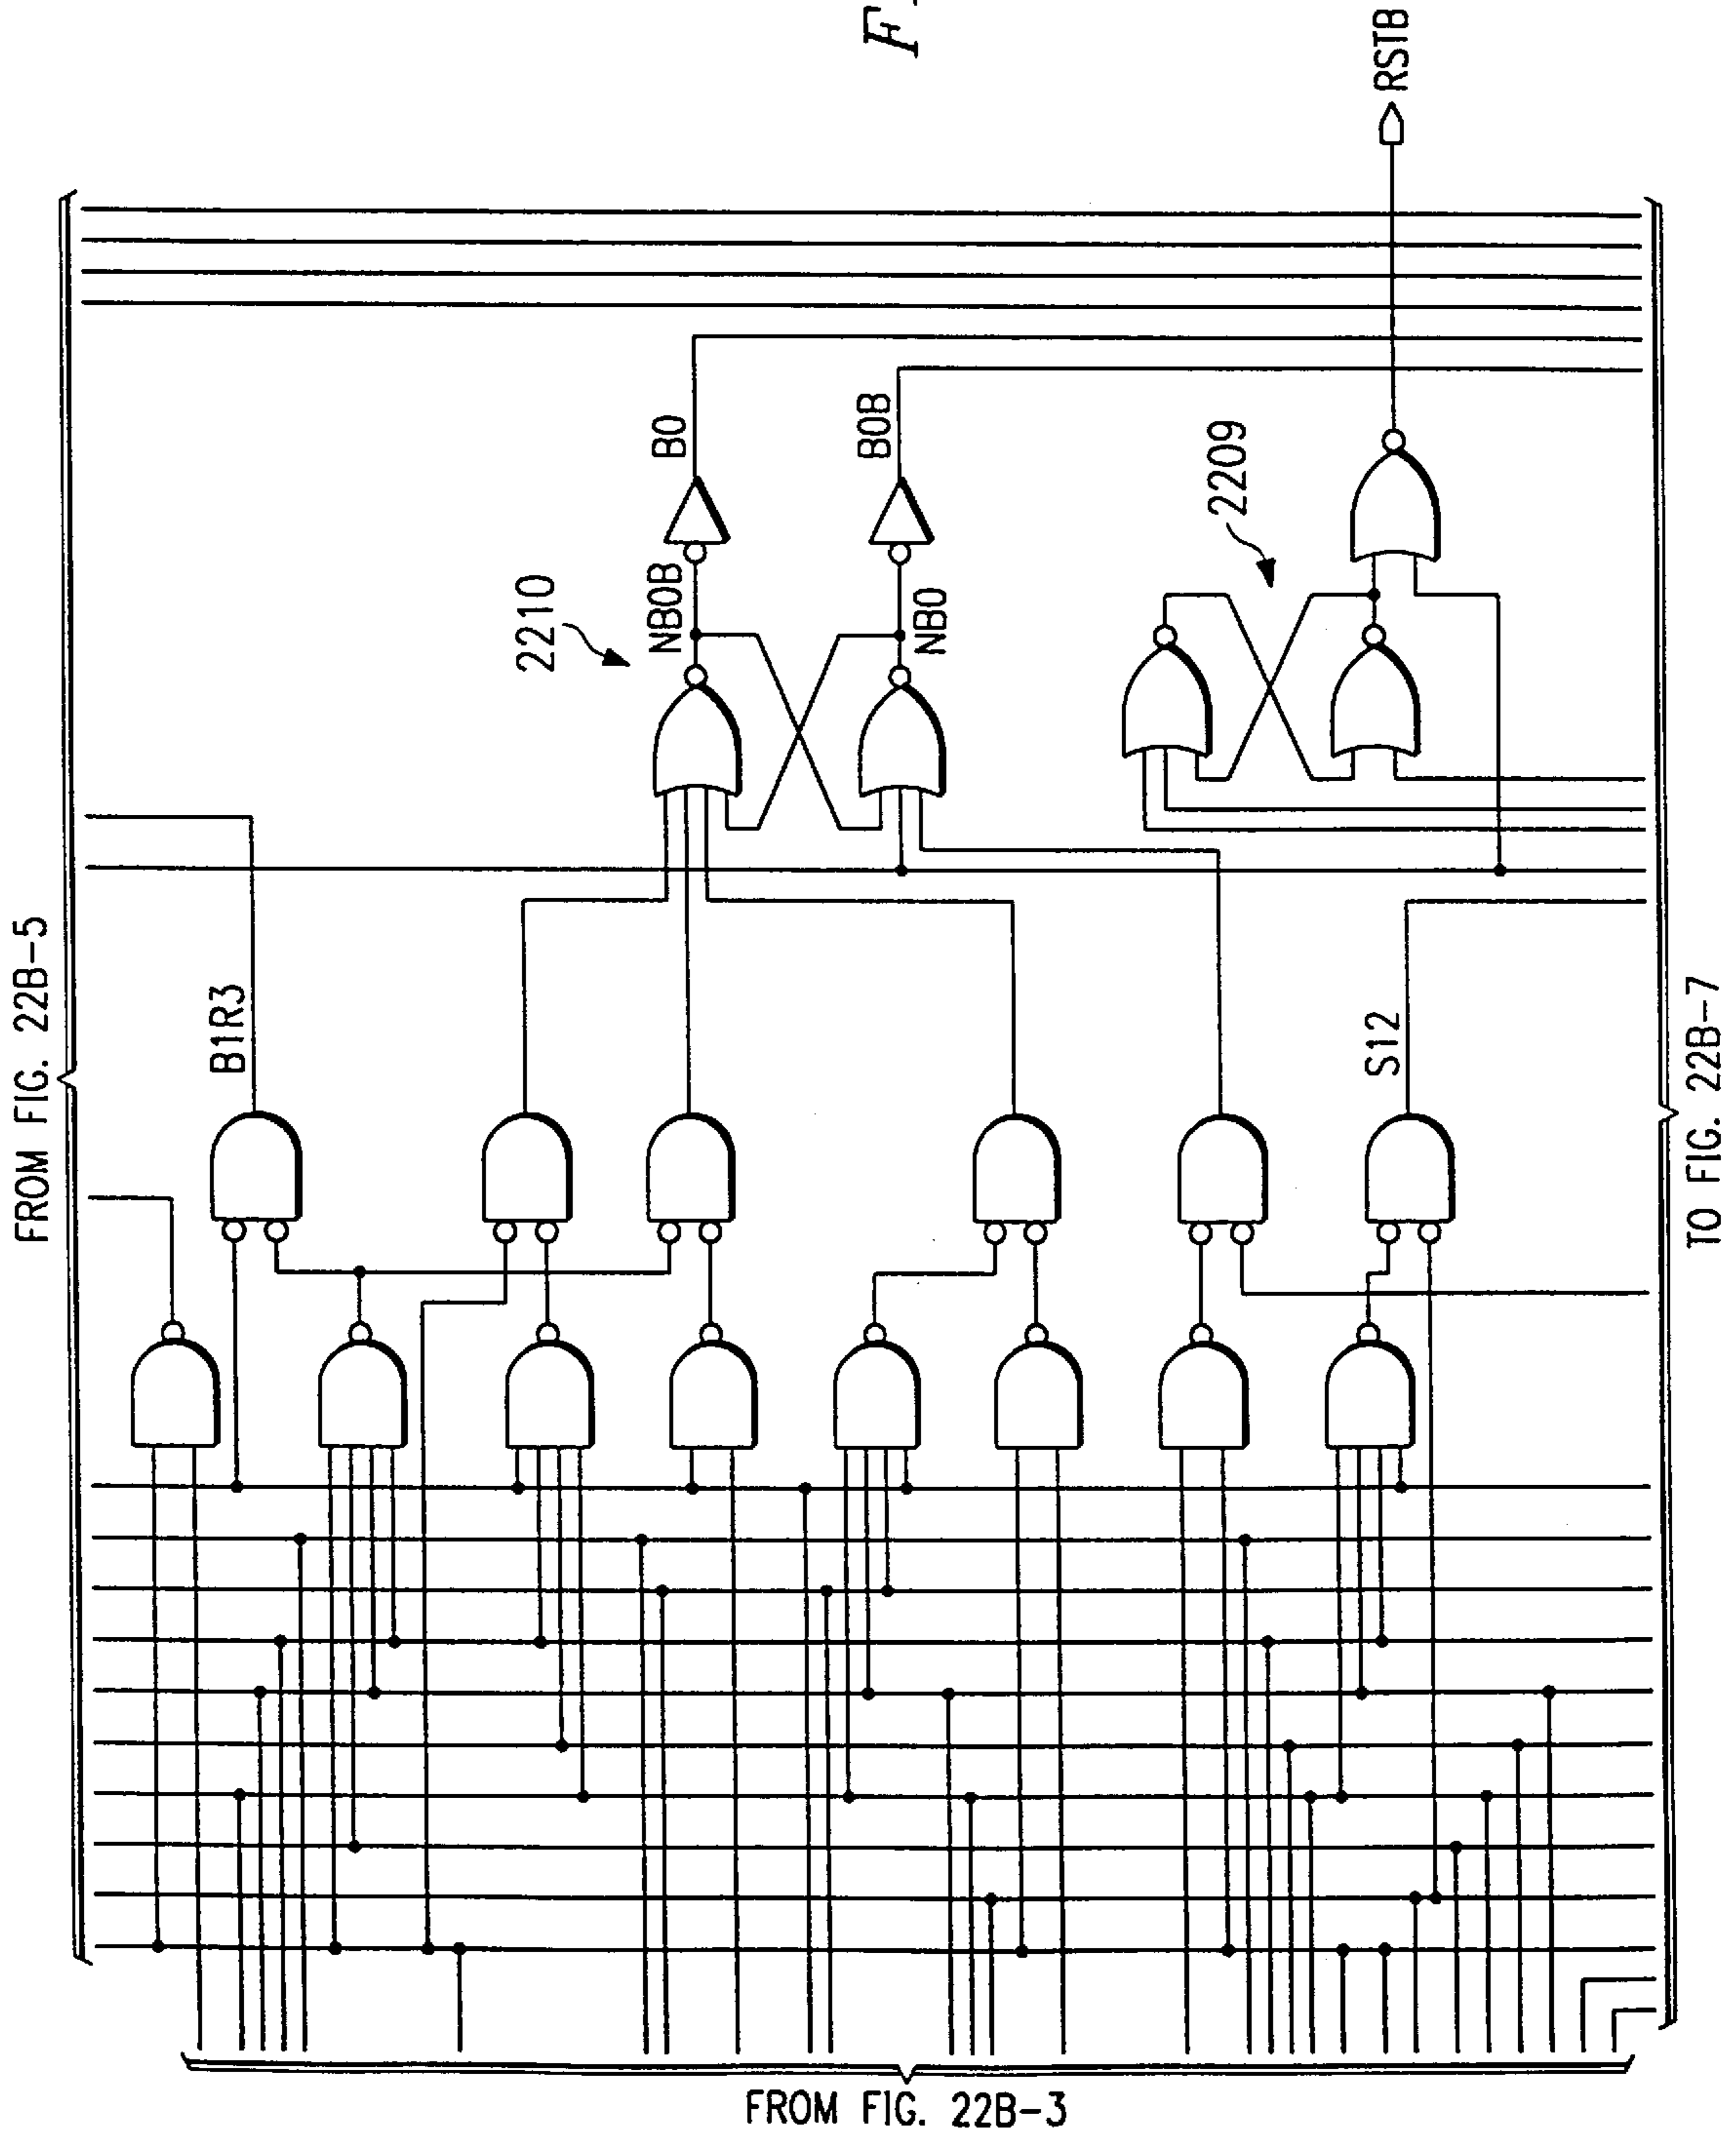 F
RSTB
FROM FIG. 22B-5
B0
B0B
2209
2210
NB0B
NB0
B1R3
S12
TO FIG. 22B-7
FROM FIG. 22B-3